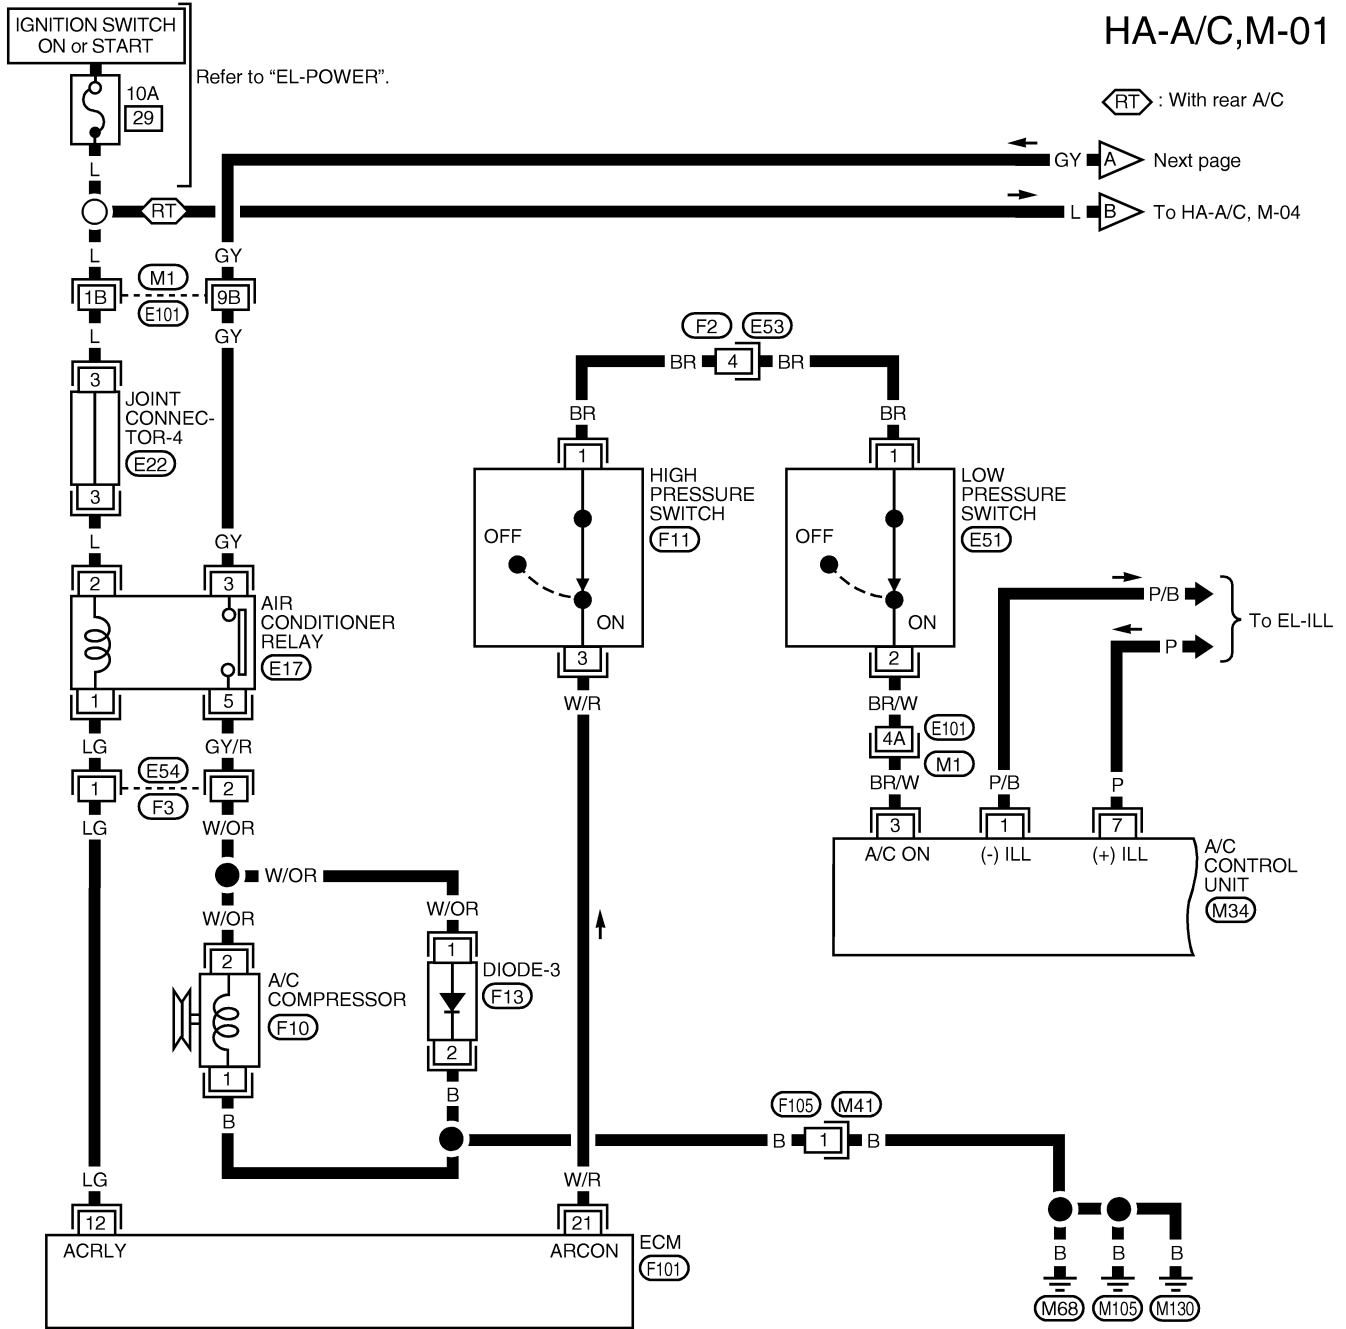 HA-A/C,M-01
IGNITION SWITCH
ON or START
Refer to “EL-POWER”.
10A
29
RT : With rear A/C
L
GY
A
Next page
RT
L
B
To HA-A/C, M-04
L
GY
M1
1B
9B
E101
L
GY
F2
E53
BR
4
BR
3
JOINT
CONNEC-
TOR-4
E22
3
BR
BR
1
1
HIGH
PRESSURE
SWITCH
F11
LOW
PRESSURE
SWITCH
E51
OFF
OFF
ON
ON
L
GY
2
3
AIR
CONDITIONER
RELAY
E17
1
5
P/B
To EL-ILL
P
3
2
W/R
BR/W
LG
GY/R
4A
E101
M1
E54
1
2
F3
BR/W
P/B
P
LG
W/OR
3
1
7
A/C ON
(-) ILL
(+) ILL
A/C
CONTROL
UNIT
M34
W/OR
W/OR
W/OR
2
1
A/C
COMPRESSOR
F10
DIODE-3
F13
1
2
B
B
F105
M41
B
1
B
LG
W/R
12
21
ACRLY
ARCON
ECM
F101
B
B
B
M68
M105
M130